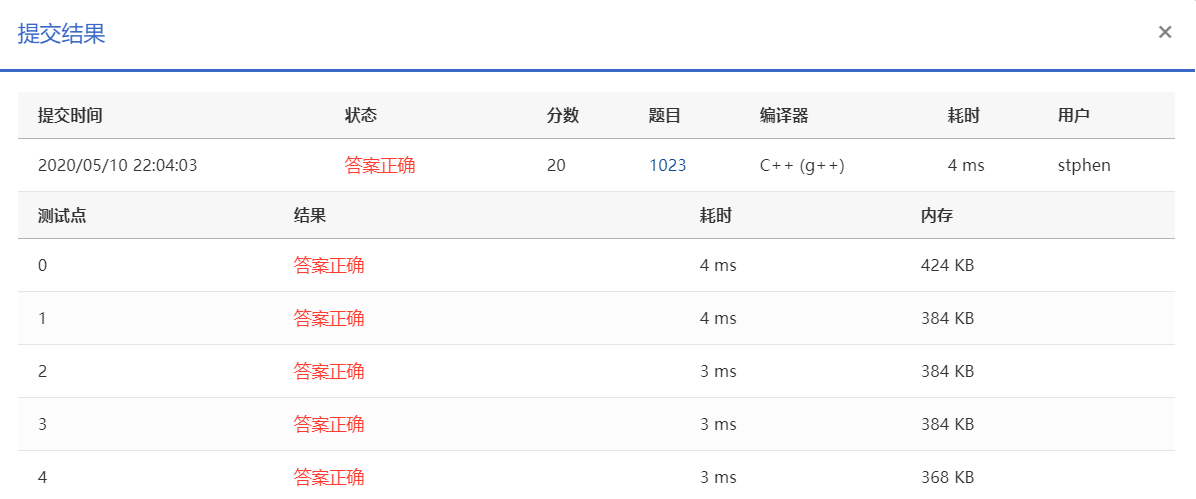 提交结果 ×
提交时间 状态 分数 题目 编译器 耗时 用户
2020/05/10 22:04:03 答案正确 20 1023 C++ (g++) 4 ms stphen
测试点 结果 耗时 内存
0 答案正确 4 ms 424 KB
1 答案正确 4 ms 384 KB
2 答案正确 3 ms 384 KB
3 答案正确 3 ms 384 KB
4 答案正确 3 ms 368 KB